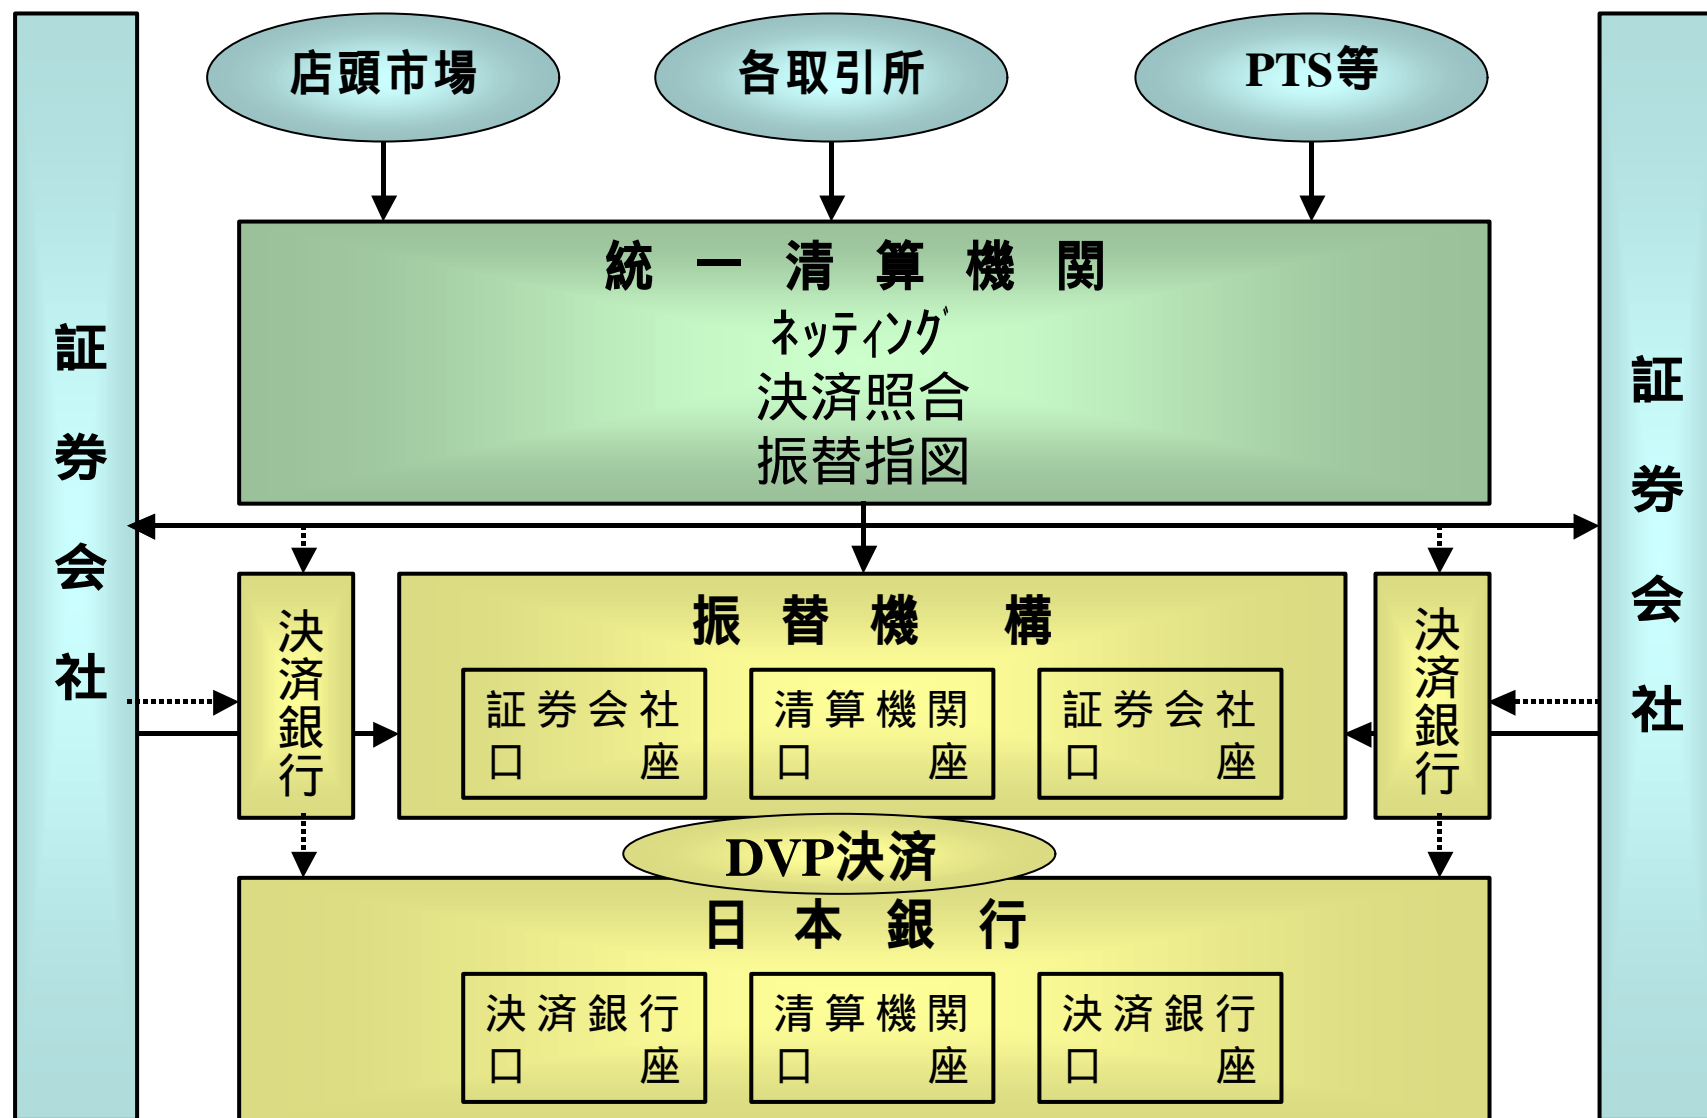 店頭市場
各取引所
PTS等
統一清算機関
ﾈｯﾃｨﾝｸﾞ
決済照合
振替指図
証券会社
証券会社
決済銀行
振替機構
決済銀行
証券会社
口座
清算機関
口座
証券会社
口座
DVP決済
日本銀行
決済銀行
口座
清算機関
口座
決済銀行
口座